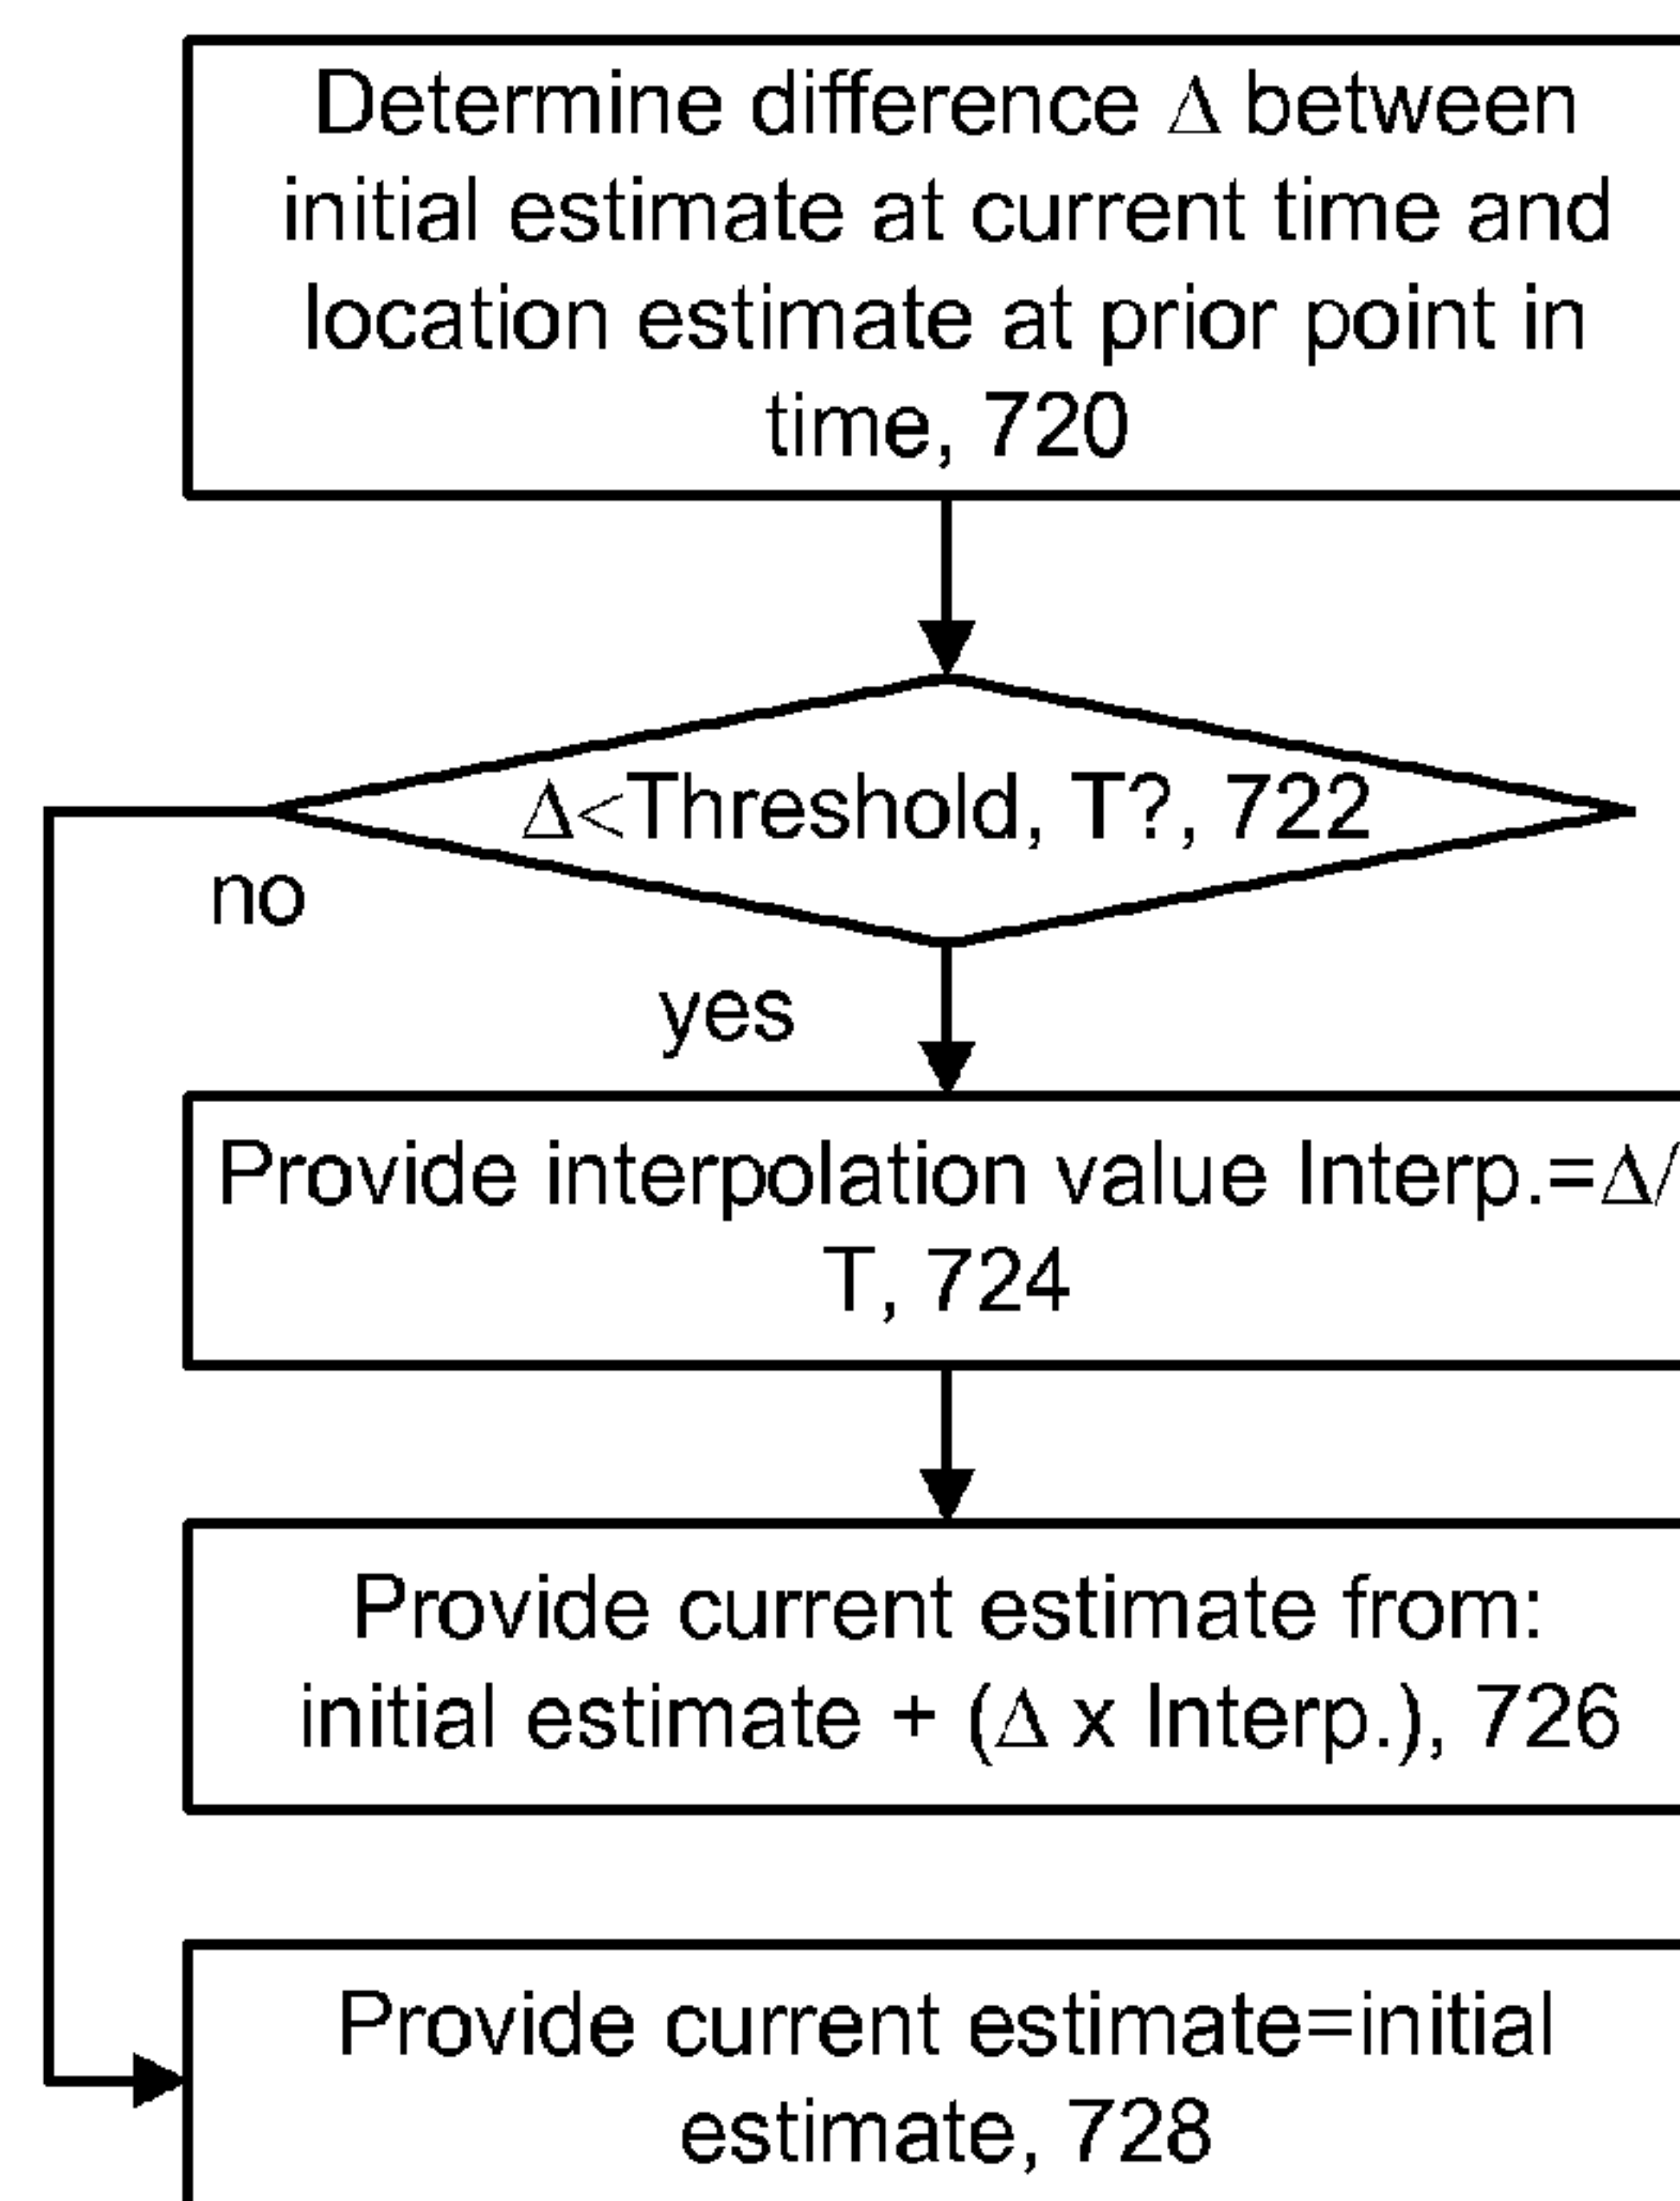 Determine difference Δ between
initial estimate at current time and
location estimate at prior point in
time, 720
Δ<Threshold, T?, 722
no
yes
Provide interpolation value Interp.=Δ/
T, 724
Provide current estimate from:
initial estimate + (Δ x Interp.), 726
Provide current estimate=initial
estimate, 728